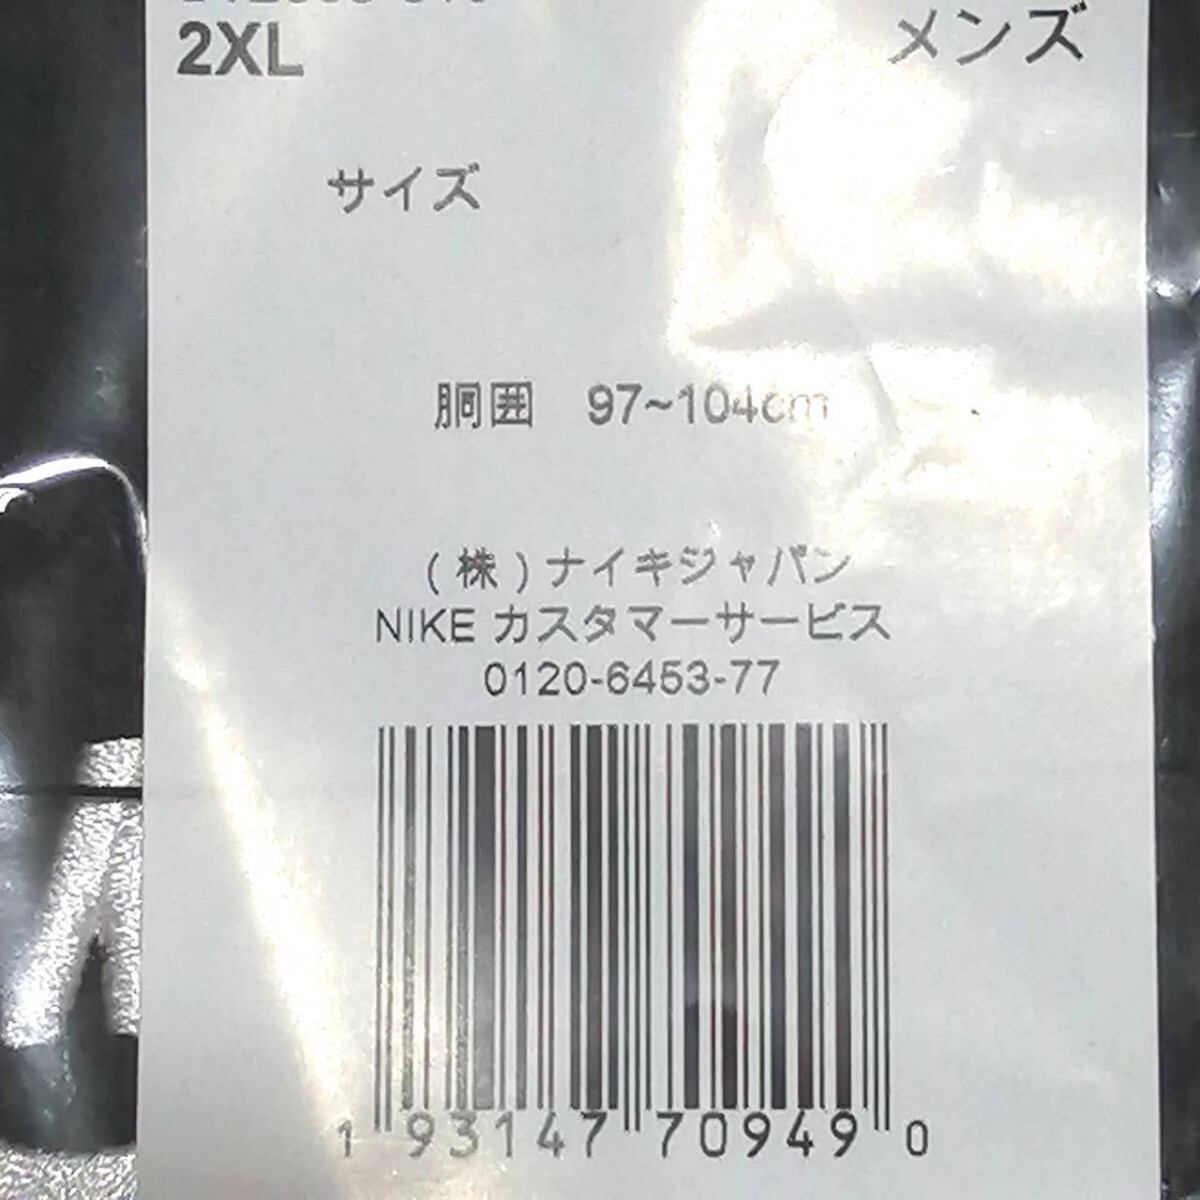 2XL
メンズ
サイズ
胴囲　97~104cm
(株)ナイキジャパン
NIKE カスタマーサービス
0120-6453-77
1 93147 70949 0